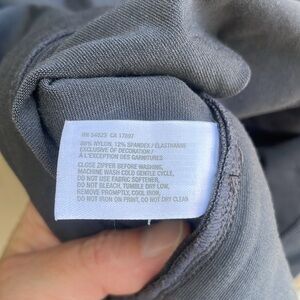 RN 54023 CA 17897
88% NYLON, 12% SPANDEX / ÉLASTHANNE
EXCLUSIVE OF DECORATION /
À L'EXCEPTION DES GARNITURES
CLOSE ZIPPER BEFORE WASHING,
MACHINE WASH COLD GENTLE CYCLE,
DO NOT USE FABRIC SOFTENER,
DO NOT BLEACH, TUMBLE DRY LOW,
REMOVE PROMPTLY, COOL IRON,
DO NOT IRON ON PRINT, DO NOT DRY CLEAN